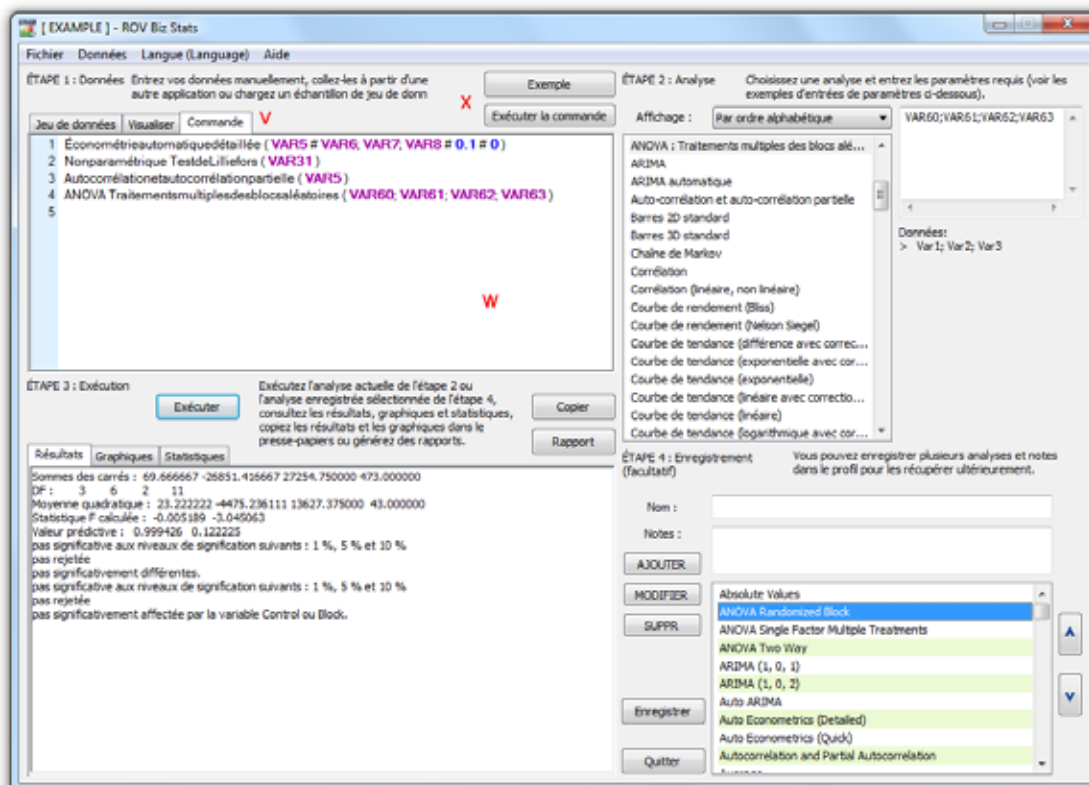 [ EXAMPLE ] - ROV Biz Stats
Fichier Données Langue (Language) Aide
ÉTAPE 1 : Données Entrez vos données manuellement, collez-les à partir d'une
autre application ou chargez un échantillon de jeu de donn
X
Exemple
Exécuter la commande
Jeu de données Visualiser Commande V
1 Économétrieautomatiquedétaillée ( VAR5 # VAR6; VAR7; VAR8 # 0.1 # 0 )
2 Nonparamétrique TestdeLilliefors ( VAR31 )
3 Autocorrélationetautocorrélationpartielle ( VAR5 )
4 ANOVA Traitementsmultiplesdesblocsaléatoires ( VAR60; VAR61; VAR62; VAR63 )
5
W
ÉTAPE 2 : Analyse Choisissez une analyse et entrez les paramètres requis (voir les
exemples d'entrées de paramètres ci-dessous).
Affichage : Par ordre alphabétique
VAR60;VAR61;VAR62;VAR63
ANOVA : Traitements multiples des blocs alé...
ARIMA
ARIMA automatique
Auto-corrélation et auto-corrélation partielle
Barres 2D standard
Barres 3D standard
Chaîne de Markov
Corrélation
Corrélation (linéaire, non linéaire)
Courbe de rendement (Bliss)
Courbe de rendement (Nelson Siegel)
Courbe de tendance (différence avec correc...
Courbe de tendance (exponentielle avec cor...
Courbe de tendance (exponentielle)
Courbe de tendance (linéaire avec correctio...
Courbe de tendance (linéaire)
Courbe de tendance (logarithmique avec cor...
Données:
> Var1; Var2; Var3
ÉTAPE 3 : Exécution
Exécuter
Exécutez l'analyse actuelle de l'étape 2 ou
l'analyse enregistrée sélectionnée de l'étape 4,
consultez les résultats, graphiques et statistiques,
copiez les résultats et les graphiques dans le
presse-papiers ou générez des rapports.
Copier
Rapport
Résultats Graphiques Statistiques
Sommes des carrés : 69.666667 -26851.416667 27254.750000 473.000000
DF : 3 6 2 11
Moyenne quadratique : 23.222222 -4475.236111 13627.375000 43.000000
Statistique F calculée : -0.005189 -3.045063
Valeur prédictive : 0.999426 0.122225
pas significative aux niveaux de signification suivants : 1 %, 5 % et 10 %
pas rejetée
pas significativement différentes.
pas significative aux niveaux de signification suivants : 1 %, 5 % et 10 %
pas rejetée
pas significativement affectée par la variable Control ou Block.
ÉTAPE 4 : Enregistrement
(facultatif)
Vous pouvez enregistrer plusieurs analyses et notes
dans le profil pour les récupérer ultérieurement.
Nom :
Notes :
AJOUTER
MODIFIER
SUPPR
Enregistrer
Quitter
Absolute Values
ANOVA Randomized Block
ANOVA Single Factor Multiple Treatments
ANOVA Two Way
ARIMA (1, 0, 1)
ARIMA (1, 0, 2)
Auto ARIMA
Auto Econometrics (Detailed)
Auto Econometrics (Quick)
Autocorrelation and Partial Autocorrelation